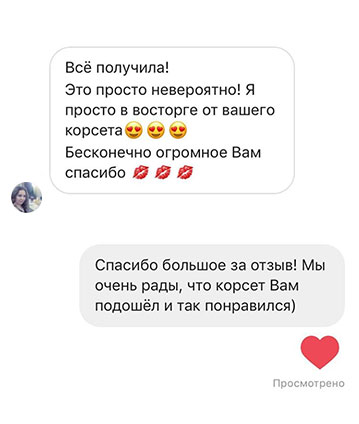 Всё получила!
Это просто невероятно! Я
просто в восторге от вашего
корсета😍😍😍
Бесконечно огромное Вам
спасибо 💋💋💋
Спасибо большое за отзыв! Мы
очень рады, что корсет Вам
подошёл и так понравился)
Просмотрено